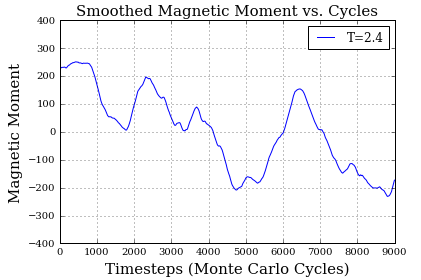 Smoothed Magnetic Moment vs. Cycles
T=2.4
Magnetic Moment
400
300
200
100
0
−100
−200
−300
−400
0 1000 2000 3000 4000 5000 6000 7000 8000 9000
Timesteps (Monte Carlo Cycles)